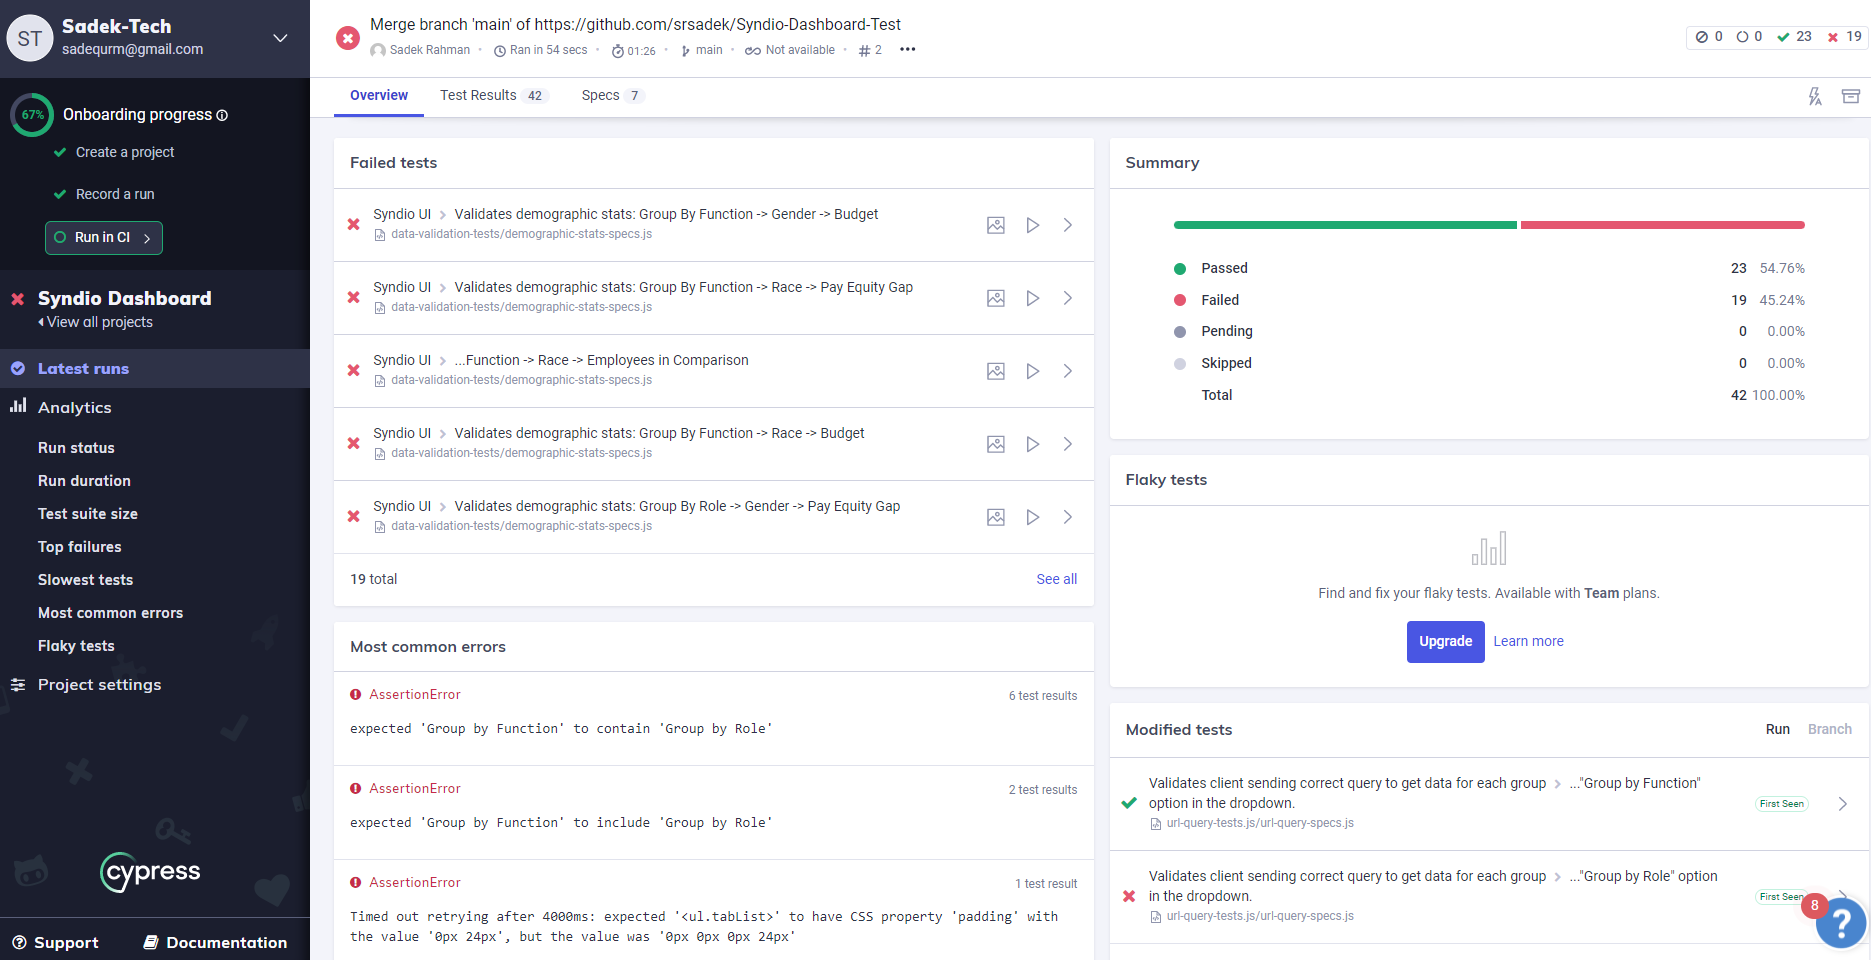 ST
Sadek-Tech
sadequrm@gmail.com
67%
Onboarding progress
Create a project
Record a run
Run in CI
Syndio Dashboard
View all projects
Latest runs
Analytics
Run status
Run duration
Test suite size
Top failures
Slowest tests
Most common errors
Flaky tests
Project settings
cypress
Support
Documentation
Merge branch 'main' of https://github.com/srsadek/Syndio-Dashboard-Test
Sadek Rahman • Ran in 54 secs • 01:26 • main • Not available • # 2 •••
0 0 23 19
Overview
Test Results 42
Specs 7
Failed tests
Syndio UI > Validates demographic stats: Group By Function -> Gender -> Budget
data-validation-tests/demographic-stats-specs.js
Syndio UI > Validates demographic stats: Group By Function -> Race -> Pay Equity Gap
data-validation-tests/demographic-stats-specs.js
Syndio UI > ...Function -> Race -> Employees in Comparison
data-validation-tests/demographic-stats-specs.js
Syndio UI > Validates demographic stats: Group By Function -> Race -> Budget
data-validation-tests/demographic-stats-specs.js
Syndio UI > Validates demographic stats: Group By Role -> Gender -> Pay Equity Gap
data-validation-tests/demographic-stats-specs.js
19 total
See all
Most common errors
AssertionError
6 test results
expected 'Group by Function' to contain 'Group by Role'
AssertionError
2 test results
expected 'Group by Function' to include 'Group by Role'
AssertionError
1 test result
Timed out retrying after 4000ms: expected '<ul.tabList>' to have CSS property 'padding' with
the value '0px 24px', but the value was '0px 0px 0px 24px'
Summary
Passed 23 54.76%
Failed 19 45.24%
Pending 0 0.00%
Skipped 0 0.00%
Total 42 100.00%
Flaky tests
Find and fix your flaky tests. Available with Team plans.
Upgrade
Learn more
Modified tests
Run
Branch
Validates client sending correct query to get data for each group > ..."Group by Function"
option in the dropdown.
url-query-tests.js/url-query-specs.js
First Seen
Validates client sending correct query to get data for each group > ..."Group by Role" option
in the dropdown.
url-query-tests.js/url-query-specs.js
First Seen
8
?